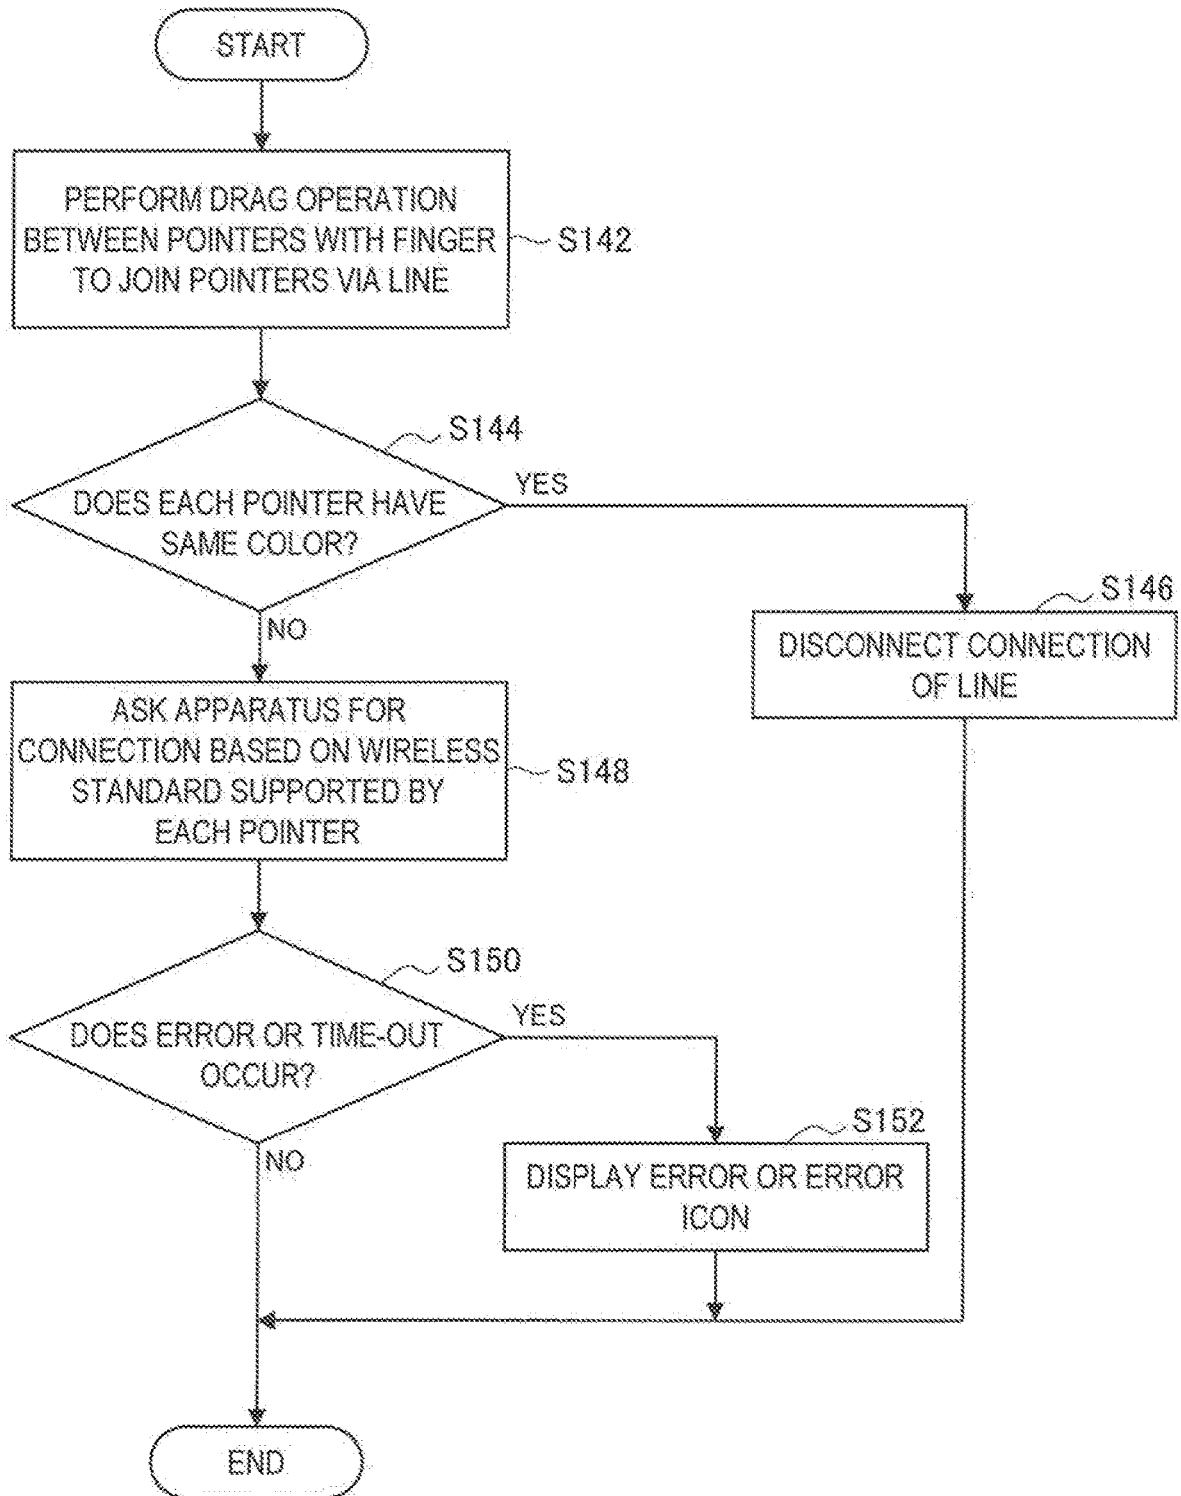 START
PERFORM DRAG OPERATION
BETWEEN POINTERS WITH FINGER
TO JOIN POINTERS VIA LINE
S142
S144
DOES EACH POINTER HAVE
SAME COLOR?
YES
NO
S146
DISCONNECT CONNECTION
OF LINE
ASK APPARATUS FOR
CONNECTION BASED ON WIRELESS
STANDARD SUPPORTED BY
EACH POINTER
S148
S150
DOES ERROR OR TIME-OUT
OCCUR?
YES
NO
S152
DISPLAY ERROR OR ERROR
ICON
END